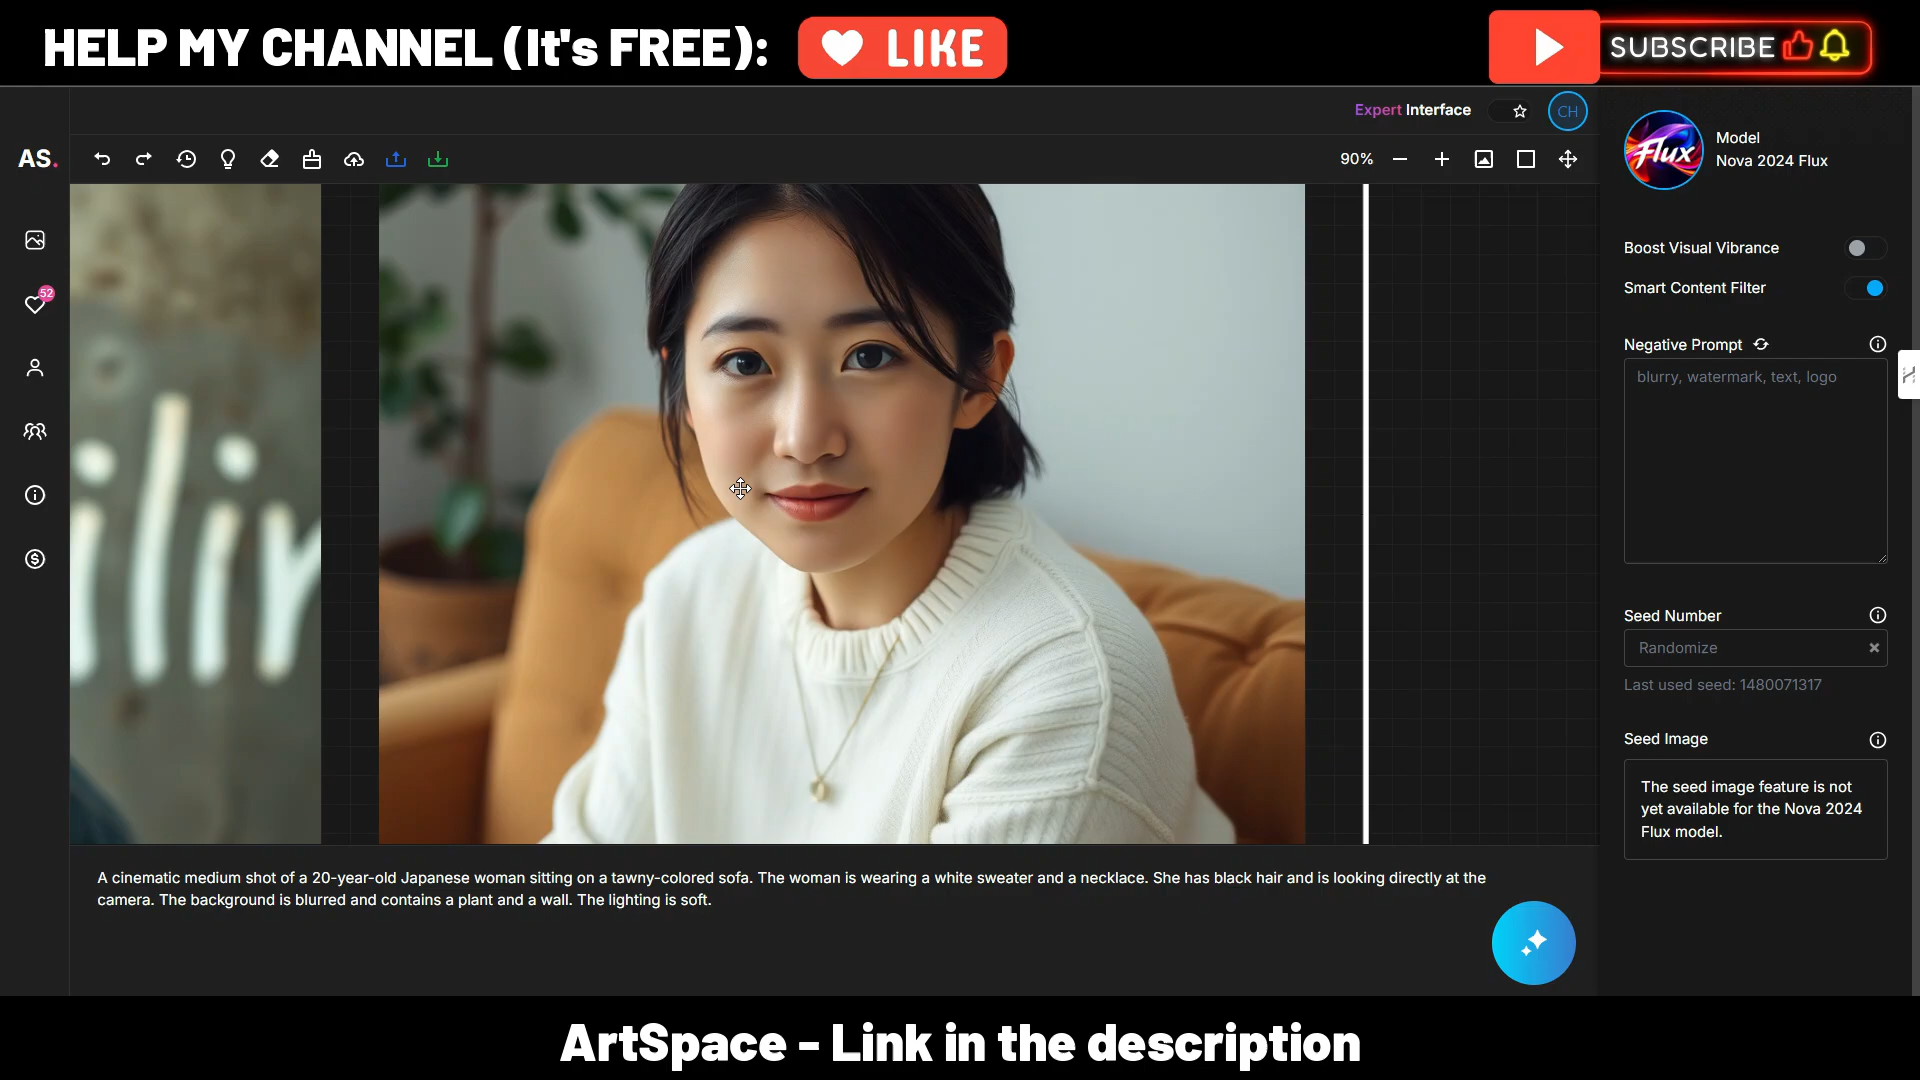 HELP MY CHANNEL (It's FREE):
LIKE
SUBSCRIBE
Expert Interface
CH
Flux
Model
Nova 2024 Flux
AS.
90%
52
Boost Visual Vibrance
Smart Content Filter
Negative Prompt
blurry, watermark, text, logo
Seed Number
Randomize
Last used seed: 1480071317
Seed Image
The seed image feature is not
yet available for the Nova 2024
Flux model.
A cinematic medium shot of a 20-year-old Japanese woman sitting on a tawny-colored sofa. The woman is wearing a white sweater and a necklace. She has black hair and is looking directly at the
camera. The background is blurred and contains a plant and a wall. The lighting is soft.
ArtSpace - Link in the description